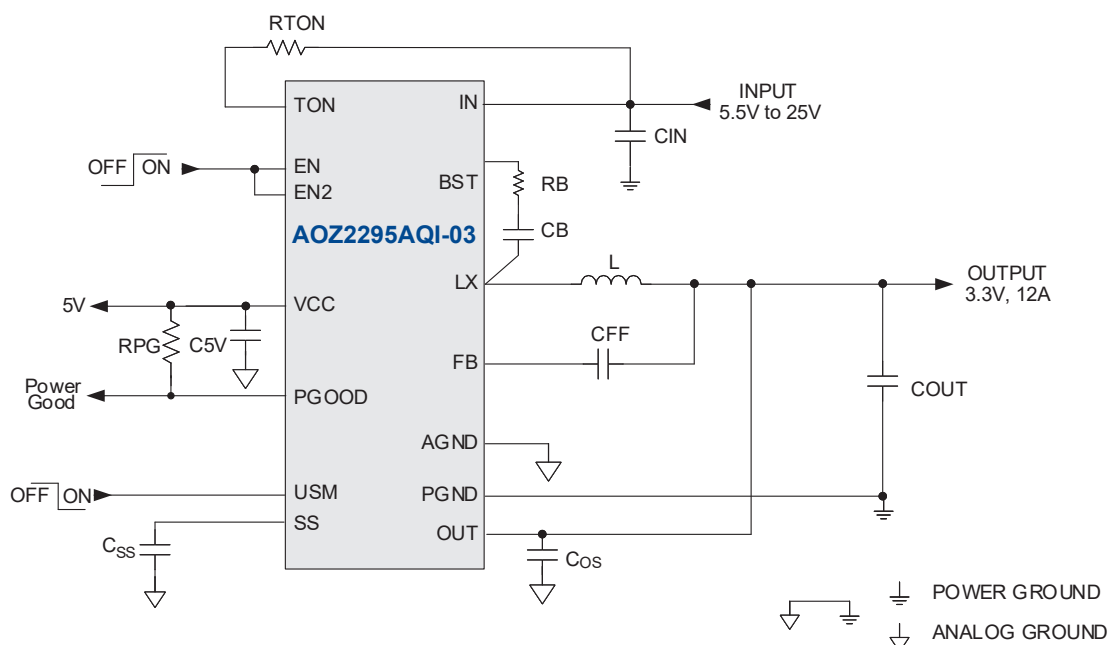 RTON
TON
IN
INPUT
5.5V to 25V
CIN
OFF ON
EN
EN2
BST
RB
CB
AOZ2295AQI-03
LX
L
OUTPUT
3.3V, 12A
5V
VCC
RPG
C5V
CFF
FB
COUT
Power
Good
PGOOD
AGND
OFF ON
USM
PGND
SS
OUT
CSS
COS
POWER GROUND
ANALOG GROUND